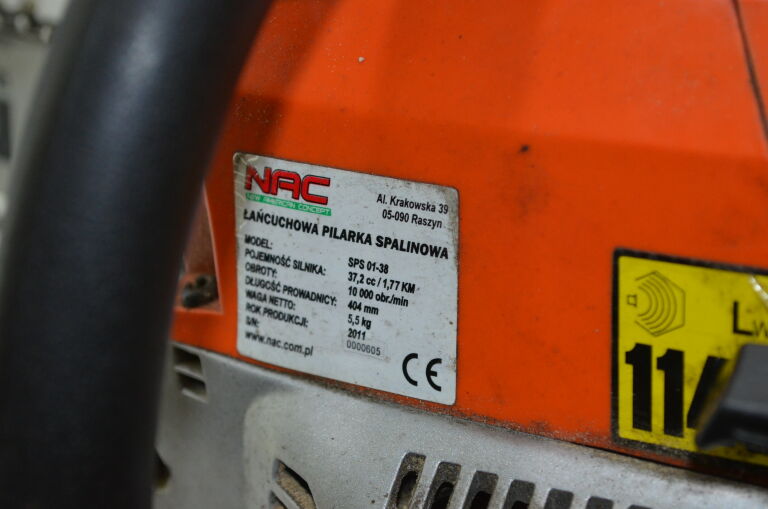 NAC
NEW AMERICAN CONCEPT
Al. Krakowska 39
05-090 Raszyn
ŁAŃCUCHOWA PILARKA SPALINOWA
MODEL: SPS 01-38
POJEMNOŚĆ SILNIKA: 37,2 cc / 1,77 KM
OBROTY: 10 000 obr./min
DŁUGOŚĆ PROWADNICY: 404 mm
WAGA NETTO: 5,5 kg
ROK PRODUKCJI: 2011
S/N: 0000605
www.nac.com.pl
CE
LW